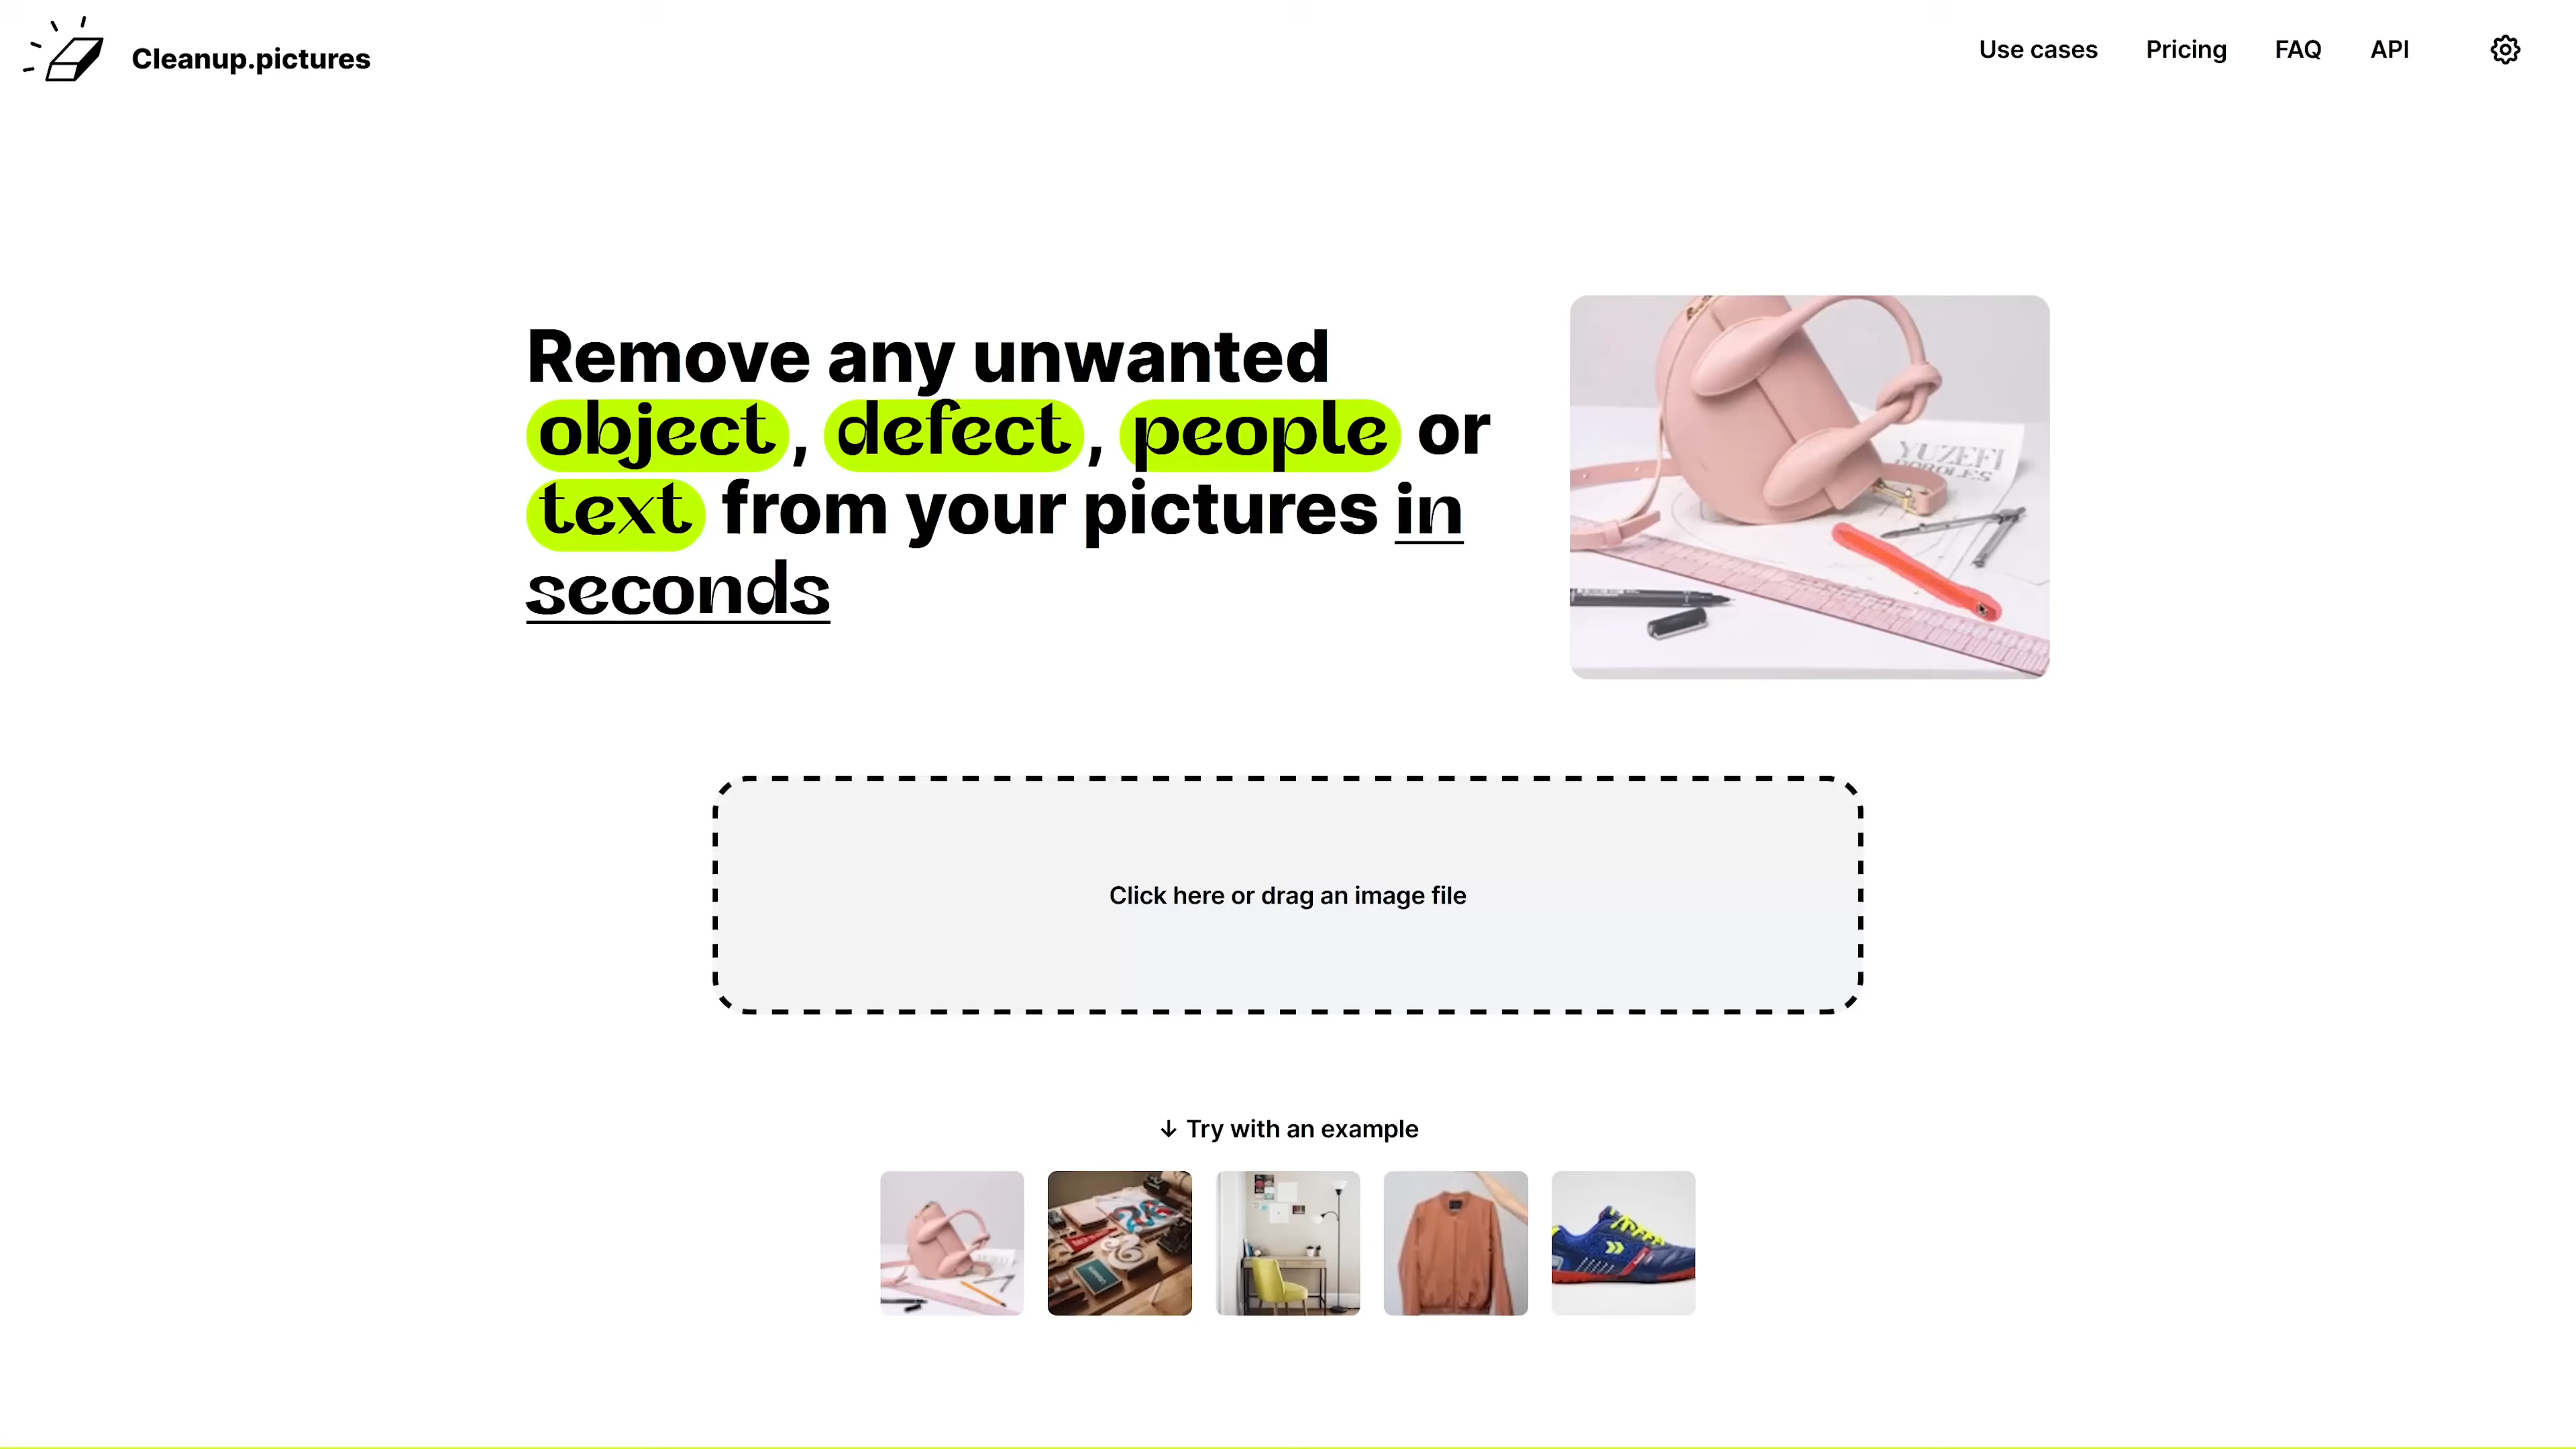 Cleanup.pictures
Use cases
Pricing
FAQ
API
Remove any unwanted
object, defect, people or
text from your pictures in
seconds
YUZEFI
Click here or drag an image file
↓ Try with an example